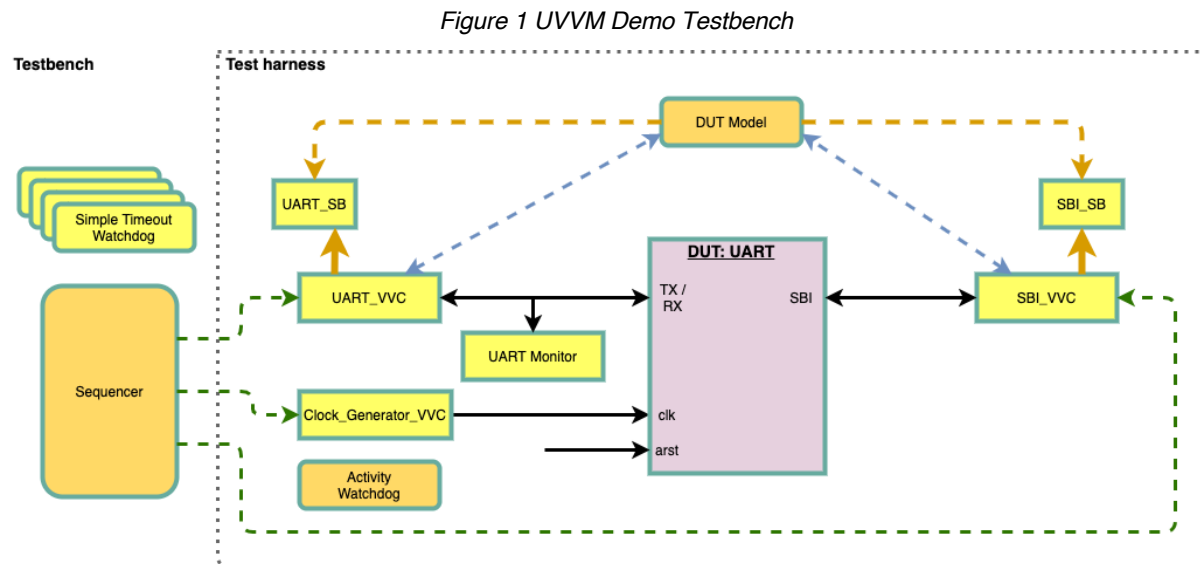 Figure 1 UVVM Demo Testbench
Testbench
Test harness
DUT Model
UART_SB
SBI_SB
Simple Timeout
Watchdog
DUT: UART
UART_VVC
TX /
RX
SBI
SBI_VVC
UART Monitor
Sequencer
Clock_Generator_VVC
clk
arst
Activity
Watchdog